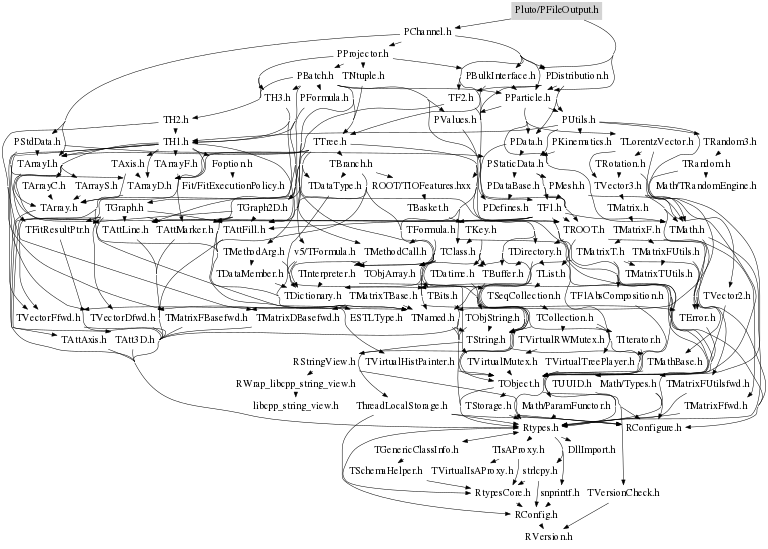 Pluto/PFileOutput.h
PChannel.h
PProjector.h
PBatch.h TNtuple.h PBulkInterface.h PDistribution.h
TH3.h PFormula.h TF2.h PParticle.h
TH2.h PValues.h PUtils.h
PStdData.h TH1.h TTree.h PData.h PKinematics.h TLorentzVector.h TRandom3.h
TArrayI.h TAxis.h TArrayF.h Foption.h TBranch.h PStaticData.h TRotation.h TRandom.h
TArrayC.h TArrayS.h TArrayD.h Fit/FitExecutionPolicy.h TDataType.h ROOT/TIOFeatures.hxx PDataBase.h PMesh.h TVector3.h Math/TRandomEngine.h
TArray.h TGraph.h TGraph2D.h TBasket.h PDefines.h TF1.h TMatrix.h
TFitResultPtr.h TAttLine.h TAttMarker.h TAttFill.h TFormula.h TKey.h TROOT.h TMatrixF.h TMath.h
TMethodArg.h v5/TFormula.h TMethodCall.h TClass.h TDirectory.h TMatrixT.h TMatrixFUtils.h
TDataMember.h TInterpreter.h TObjArray.h TDatime.h TBuffer.h TList.h TMatrixTUtils.h
TDictionary.h TMatrixTBase.h TBits.h TSeqCollection.h TF1AbsComposition.h TVector2.h
TVectorFfwd.h TVectorDfwd.h TMatrixFBasefwd.h TMatrixDBasefwd.h ESTLType.h TNamed.h TObjString.h TCollection.h TError.h
TAttAxis.h Att3D.h TString.h TVirtualRWMutex.h TIterator.h
RStringView.h TVirtualHistPainter.h TVirtualMutex.h TVirtualTreePlayer.h TMathBase.h
RWrap_libcpp_string_view.h TObject.h TUUID.h Math/Types.h TMatrixFUtilsfwd.h
libcpp_string_view.h ThreadLocalStorage.h TStorage.h Math/ParamFunctor.h TMatrixFfwd.h
Rtypes.h RConfigure.h
TGenericClassInfo.h TIsAProxy.h DllImport.h
TSchemaHelper.h TVirtualIsAProxy.h strlcpy.h
RtypesCore.h snprintf.h TVersionCheck.h
RConfig.h
RVersion.h